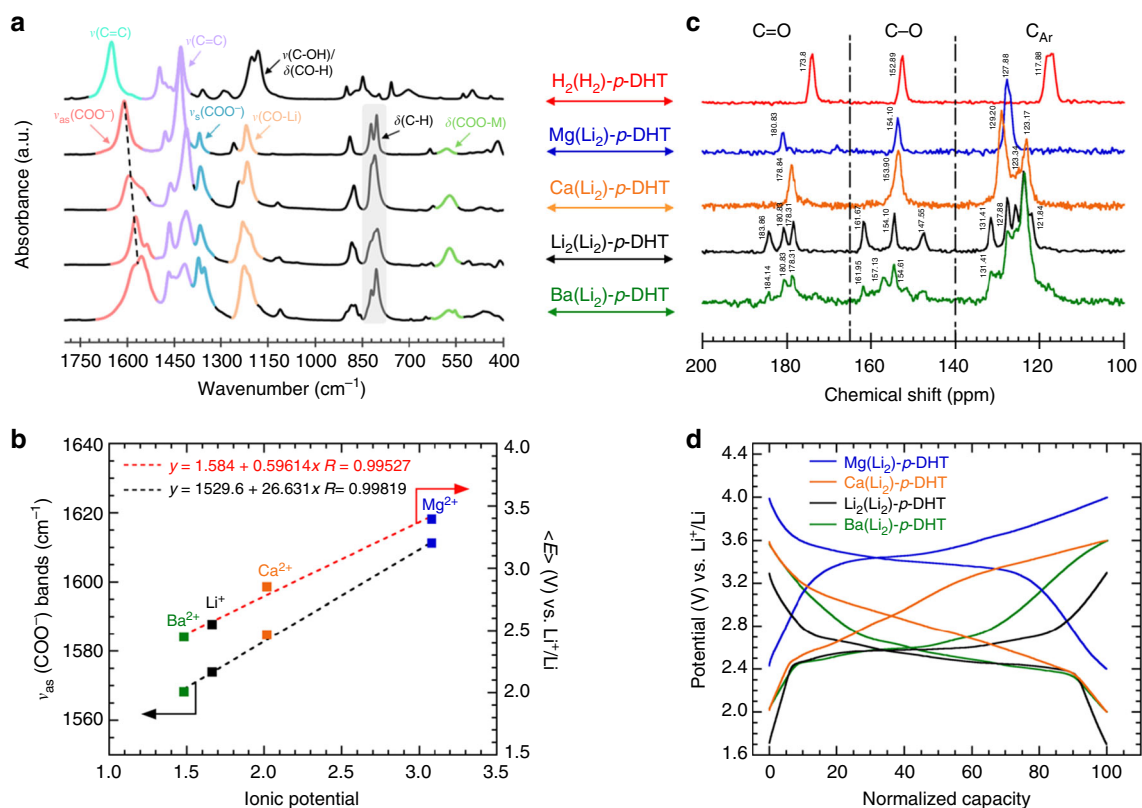 a
ν(C=C)
ν(C=C)
ν(C-OH)/
δ(CO-H)
νas(COO⁻)
νs(COO⁻)
ν(CO-Li)
δ(C-H)
δ(COO-M)
Absorbance (a.u.)
1750 1600 1450 1300 1150 1000 850 700 550 400
Wavenumber (cm⁻¹)
H₂(H₂)-p-DHT
Mg(Li₂)-p-DHT
Ca(Li₂)-p-DHT
Li₂(Li₂)-p-DHT
Ba(Li₂)-p-DHT
c
C=O C–O C_Ar
173.8 152.89 117.88
180.83 154.10 127.88
178.84 153.90 129.20 123.34 123.17
183.86 180.83 178.31 161.67 154.10 147.55 131.41 127.88 121.84
184.14 180.83 178.31 161.95 157.13 154.61 131.41
200 180 160 140 120 100
Chemical shift (ppm)
b
y = 1.584 + 0.59614x R = 0.99527
y = 1529.6 + 26.631x R= 0.99819
Mg²⁺
Ca²⁺
Li⁺
Ba²⁺
νas (COO⁻) bands (cm⁻¹)
1640
1620
1600
1580
1560
4.0
3.5
3.0
2.5
2.0
1.5
<E> (V) vs. Li⁺/Li
1.0 1.5 2.0 2.5 3.0 3.5
Ionic potential
d
Mg(Li₂)-p-DHT
Ca(Li₂)-p-DHT
Li₂(Li₂)-p-DHT
Ba(Li₂)-p-DHT
Potential (V) vs. Li⁺/Li
4.4
4.0
3.6
3.2
2.8
2.4
2.0
1.6
0 20 40 60 80 100
Normalized capacity